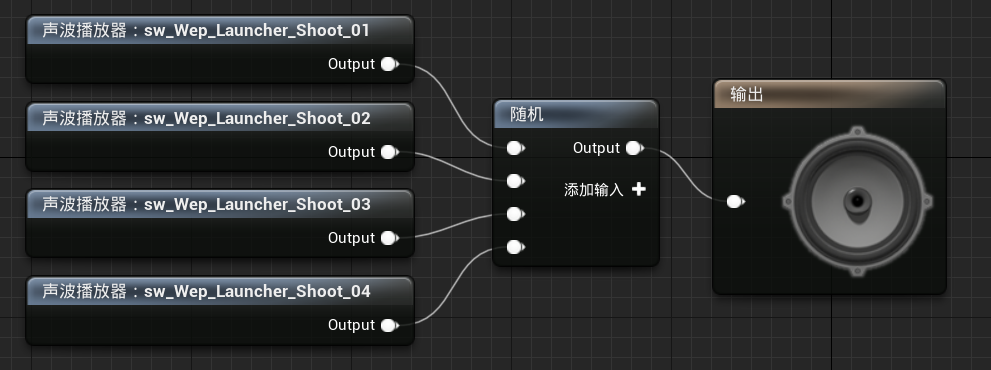 声波播放器：sw_Wep_Launcher_Shoot_01
Output
声波播放器：sw_Wep_Launcher_Shoot_02
Output
声波播放器：sw_Wep_Launcher_Shoot_03
Output
声波播放器：sw_Wep_Launcher_Shoot_04
Output
随机
Output
添加输入
输出